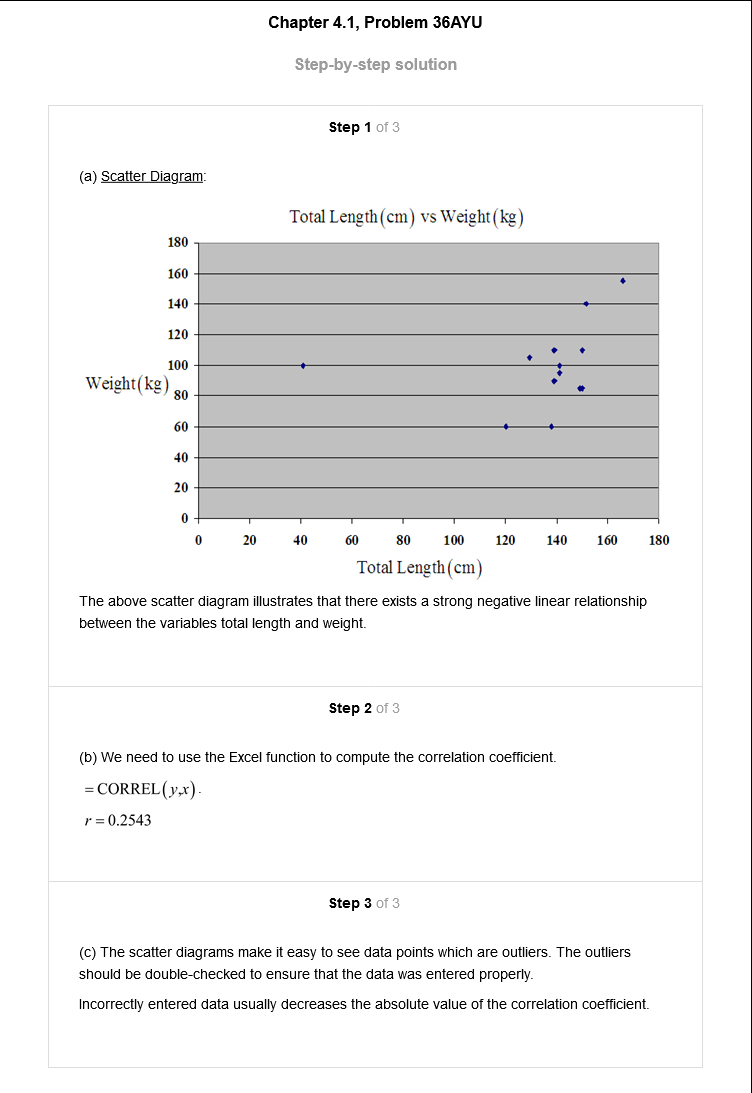 Chapter 4.1, Problem 36AYU
Step-by-step solution
Step 1 of 3
(a) Scatter Diagram:
Total Length(cm) vs Weight(kg)
180
160
140
120
100
Weight(kg)
80
60
40
20
0
0 20 40 60 80 100 120 140 160 180
Total Length(cm)
The above scatter diagram illustrates that there exists a strong negative linear relationship
between the variables total length and weight.
Step 2 of 3
(b) We need to use the Excel function to compute the correlation coefficient.
= CORREL(y,x).
r = 0.2543
Step 3 of 3
(c) The scatter diagrams make it easy to see data points which are outliers. The outliers
should be double-checked to ensure that the data was entered properly.
Incorrectly entered data usually decreases the absolute value of the correlation coefficient.